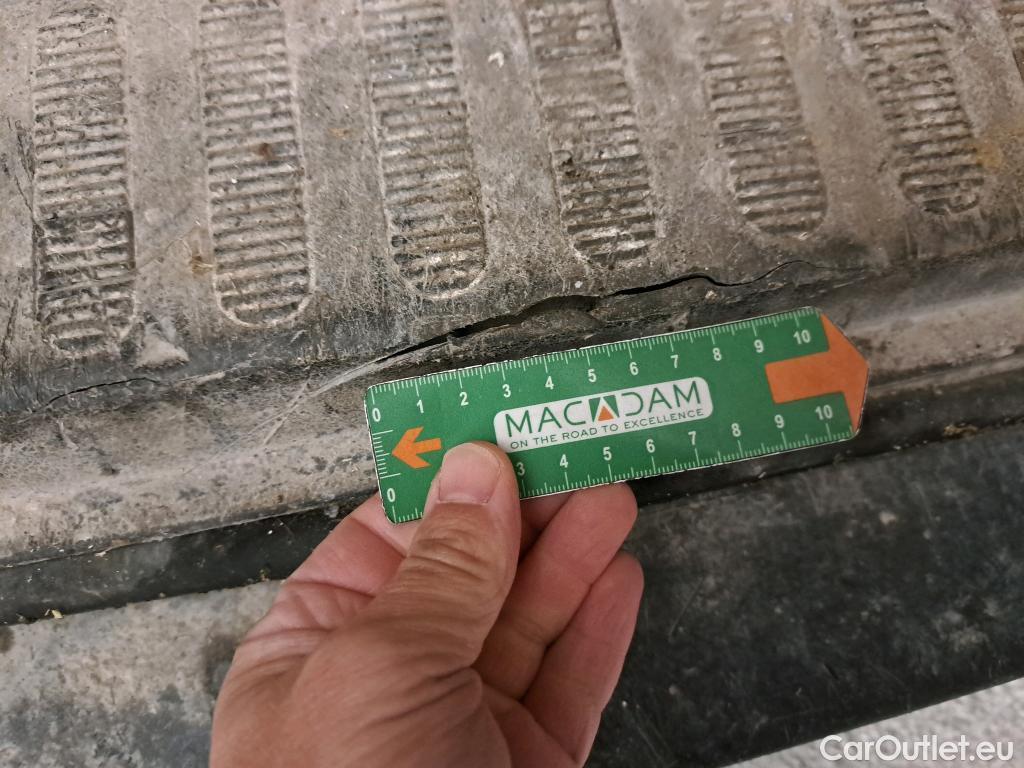 0 1 2 3 4 5 6 7 8 9 10
MACADAM
ON THE ROAD TO EXCELLENCE
0 3 4 5 6 7 8 9 10
CarOutlet.eu